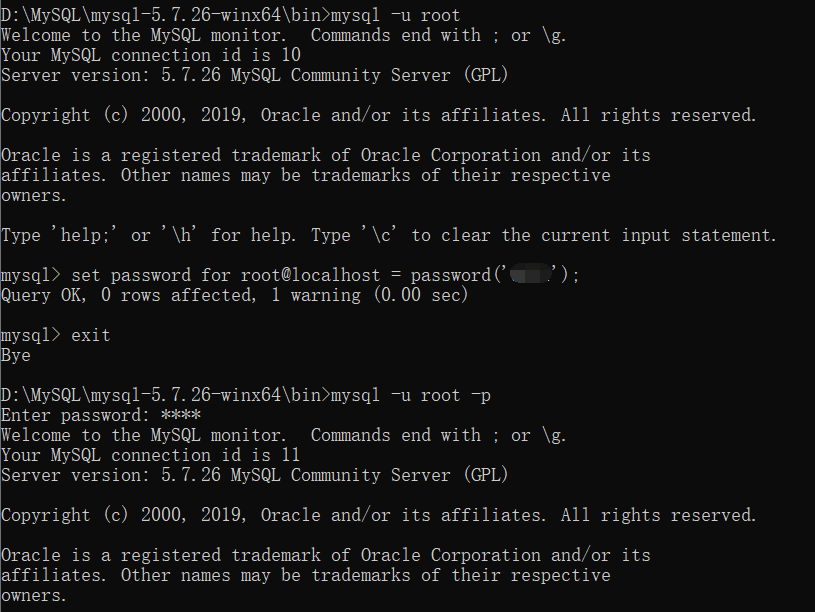 D:\MySQL\mysql-5.7.26-winx64\bin>mysql -u root
Welcome to the MySQL monitor.  Commands end with ; or \g.
Your MySQL connection id is 10
Server version: 5.7.26 MySQL Community Server (GPL)
Copyright (c) 2000, 2019, Oracle and/or its affiliates. All rights reserved.
Oracle is a registered trademark of Oracle Corporation and/or its
affiliates. Other names may be trademarks of their respective
owners.
Type 'help;' or '\h' for help. Type '\c' to clear the current input statement.
mysql> set password for root@localhost = password('');
Query OK, 0 rows affected, 1 warning (0.00 sec)
mysql> exit
Bye
D:\MySQL\mysql-5.7.26-winx64\bin>mysql -u root -p
Enter password: ****
Welcome to the MySQL monitor.  Commands end with ; or \g.
Your MySQL connection id is 11
Server version: 5.7.26 MySQL Community Server (GPL)
Copyright (c) 2000, 2019, Oracle and/or its affiliates. All rights reserved.
Oracle is a registered trademark of Oracle Corporation and/or its
affiliates. Other names may be trademarks of their respective
owners.